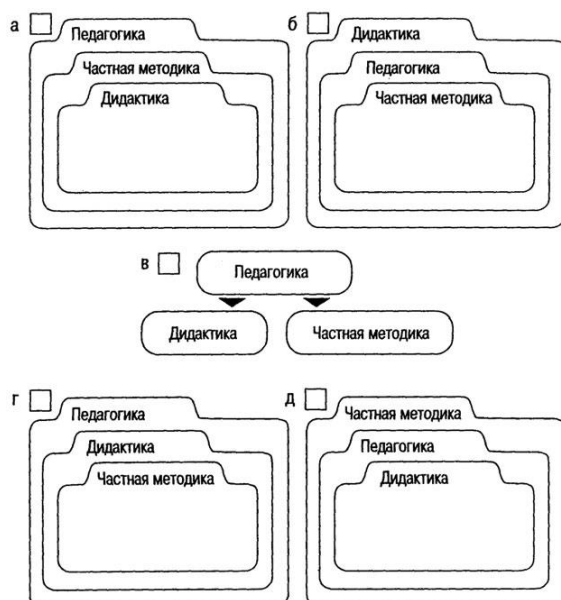 а
Педагогика
Частная методика
Дидактика
б
Дидактика
Педагогика
Частная методика
в
Педагогика
Дидактика
Частная методика
г
Педагогика
Дидактика
Частная методика
д
Частная методика
Педагогика
Дидактика